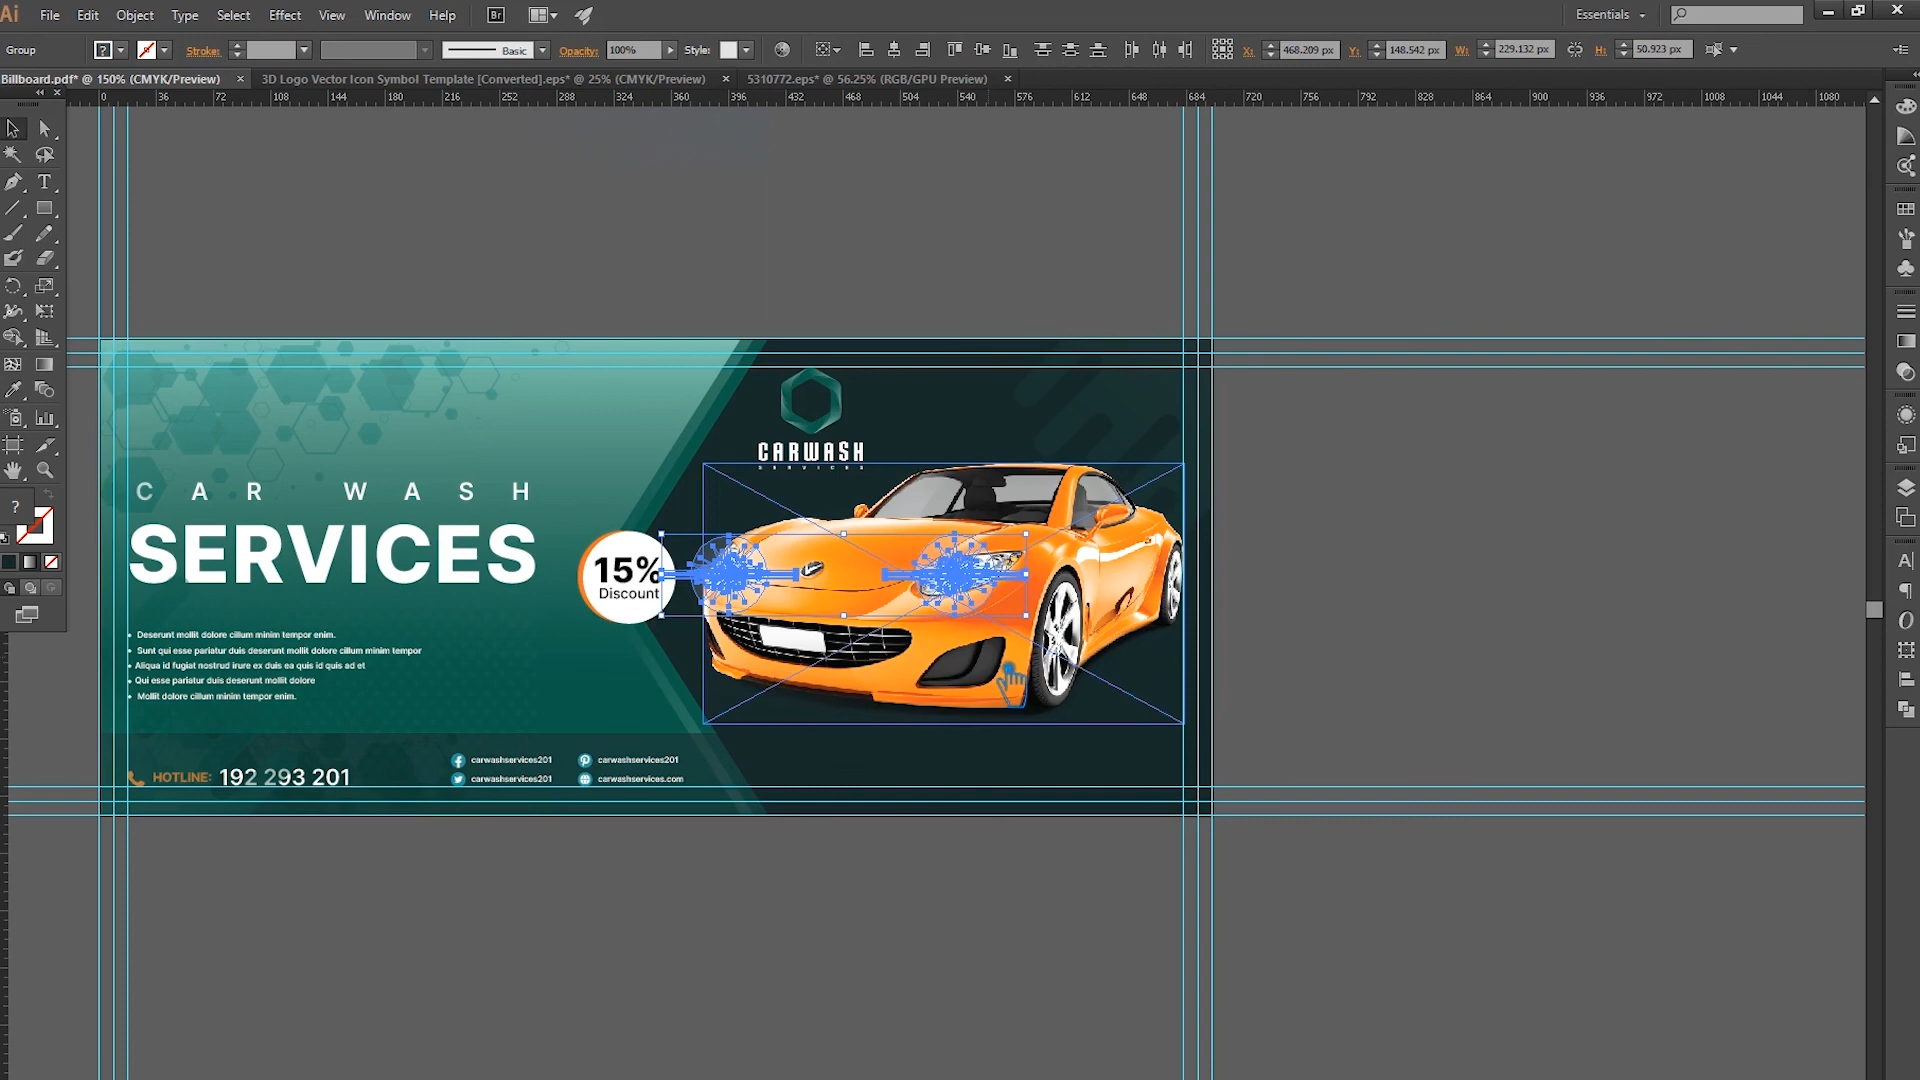 Ai File Edit Object Type Select Effect View Window Help Br Essentials
Group Stroke: Basic Opacity: 100% Style: X: 468.209 px Y: 148.542 px W: 229.132 px H: 50.923 px
Billboard.pdf* @ 150% (CMYK/Preview) × 3D Logo Vector Icon Symbol Template [Converted].eps* @ 25% (CMYK/Preview) × 5310772.eps* @ 56.25% (RGB/GPU Preview) ×
0 36 72 108 144 180 216 252 288 324 360 396 432 468 504 540 576 612 648 684 720 756 792 828 864 900 936 972 1008 1044 1080
CARWASH
SERVICES
CAR WASH
SERVICES
15%
Discount
• Deserunt mollit dolore cillum minim tempor enim.
• Sunt qui esse pariatur duis deserunt mollit dolore cillum minim tempor
• Aliqua id fugiat nostrud irure ex duis ea quis id quis ad et
• Qui esse pariatur duis deserunt mollit dolore
• Mollit dolore cillum minim tempor enim.
HOTLINE: 192 293 201
carwashservices201 carwashservices201
carwashservices201 carwashservices.com